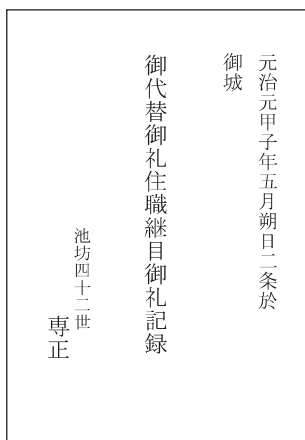 元治元甲子年五月朔日二条於
御城
御代替御礼住職継目御礼記録
池坊四十二世
専正